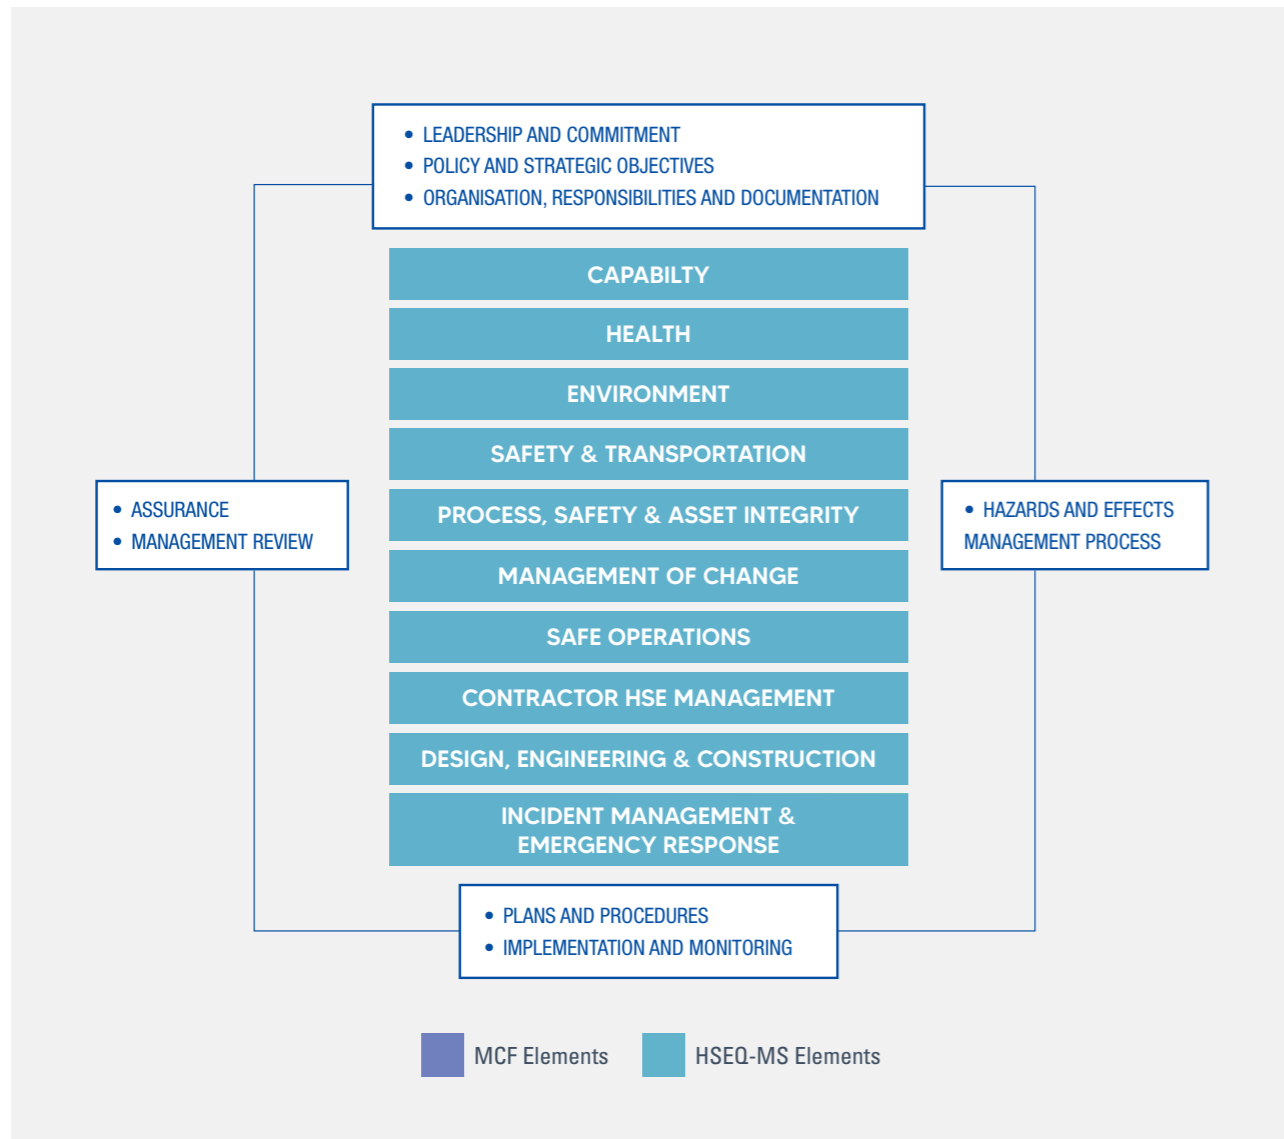 • LEADERSHIP AND COMMITMENT
• POLICY AND STRATEGIC OBJECTIVES
• ORGANISATION, RESPONSIBILITIES AND DOCUMENTATION
CAPABILTY
HEALTH
ENVIRONMENT
SAFETY & TRANSPORTATION
PROCESS, SAFETY & ASSET INTEGRITY
MANAGEMENT OF CHANGE
SAFE OPERATIONS
CONTRACTOR HSE MANAGEMENT
DESIGN, ENGINEERING & CONSTRUCTION
INCIDENT MANAGEMENT &
EMERGENCY RESPONSE
• ASSURANCE
• MANAGEMENT REVIEW
• HAZARDS AND EFFECTS
MANAGEMENT PROCESS
• PLANS AND PROCEDURES
• IMPLEMENTATION AND MONITORING
MCF Elements
HSEQ-MS Elements